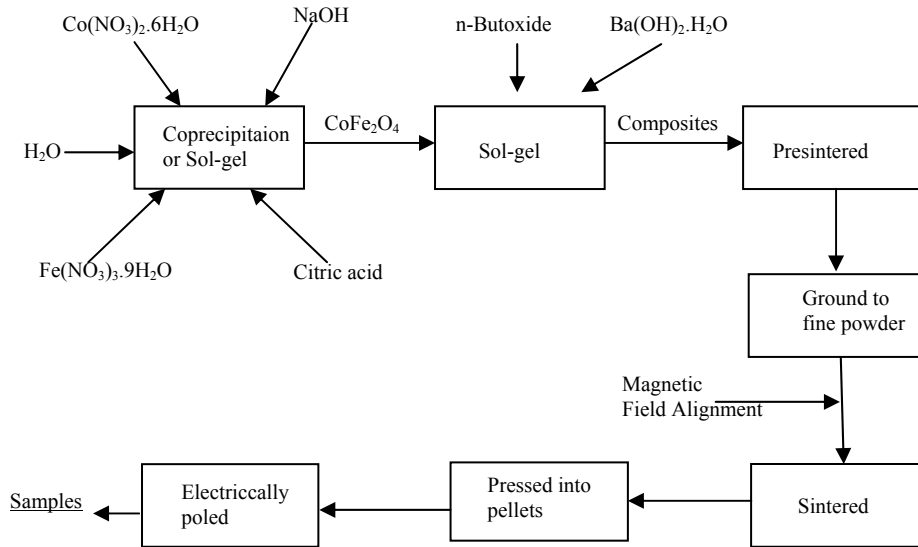 Co(NO₃)₂.6H₂O
NaOH
n-Butoxide
Ba(OH)₂.H₂O
H₂O
Coprecipitaion
or Sol-gel
CoFe₂O₄
Sol-gel
Composites
Presintered
Fe(NO₃)₃.9H₂O
Citric acid
Ground to
fine powder
Magnetic
Field Alignment
Sintered
Pressed into
pellets
Electriccally
poled
Samples